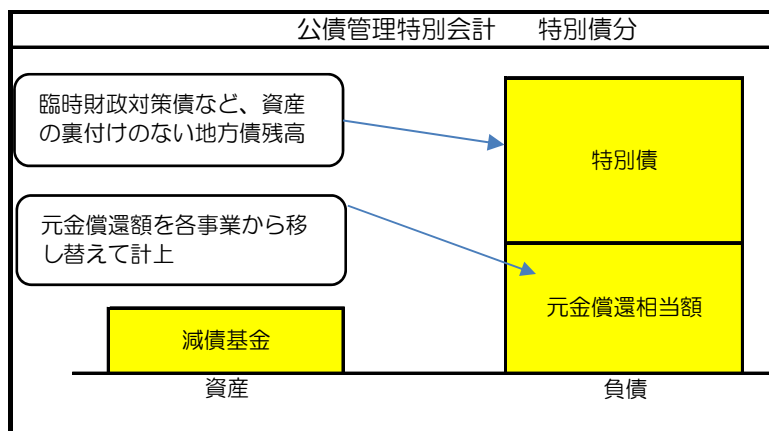 公債管理特別会計　特別債分
臨時財政対策債など、資産
の裏付けのない地方債残高
特別債
元金償還額を各事業から移
し替えて計上
元金償還相当額
減債基金
資産
負債